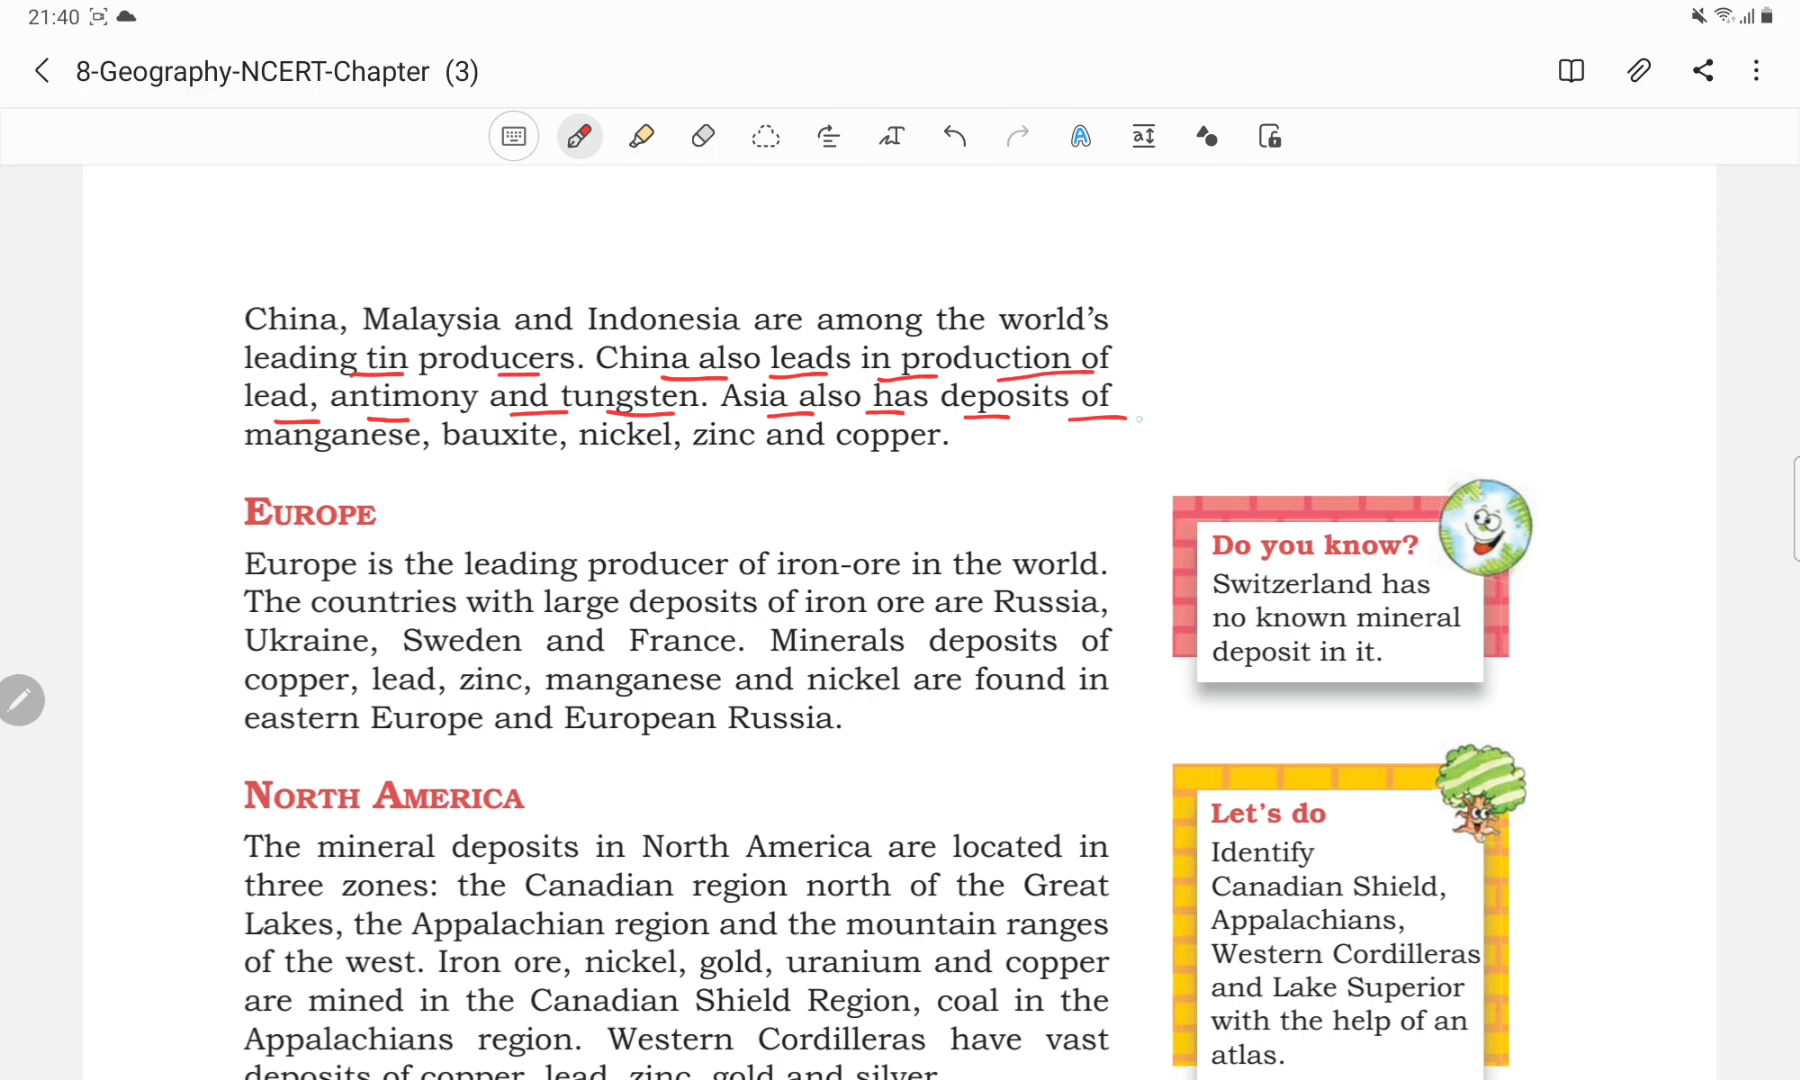 21:40
8-Geography-NCERT-Chapter (3)
China, Malaysia and Indonesia are among the world's
leading tin producers. China also leads in production of
lead, antimony and tungsten. Asia also has deposits of
manganese, bauxite, nickel, zinc and copper.
EUROPE
Europe is the leading producer of iron-ore in the world.
The countries with large deposits of iron ore are Russia,
Ukraine, Sweden and France. Minerals deposits of
copper, lead, zinc, manganese and nickel are found in
eastern Europe and European Russia.
Do you know?
Switzerland has
no known mineral
deposit in it.
NORTH AMERICA
The mineral deposits in North America are located in
three zones: the Canadian region north of the Great
Lakes, the Appalachian region and the mountain ranges
of the west. Iron ore, nickel, gold, uranium and copper
are mined in the Canadian Shield Region, coal in the
Appalachians region. Western Cordilleras have vast
deposits of copper, lead, zinc, gold and silver.
Let's do
Identify
Canadian Shield,
Appalachians,
Western Cordilleras
and Lake Superior
with the help of an
atlas.